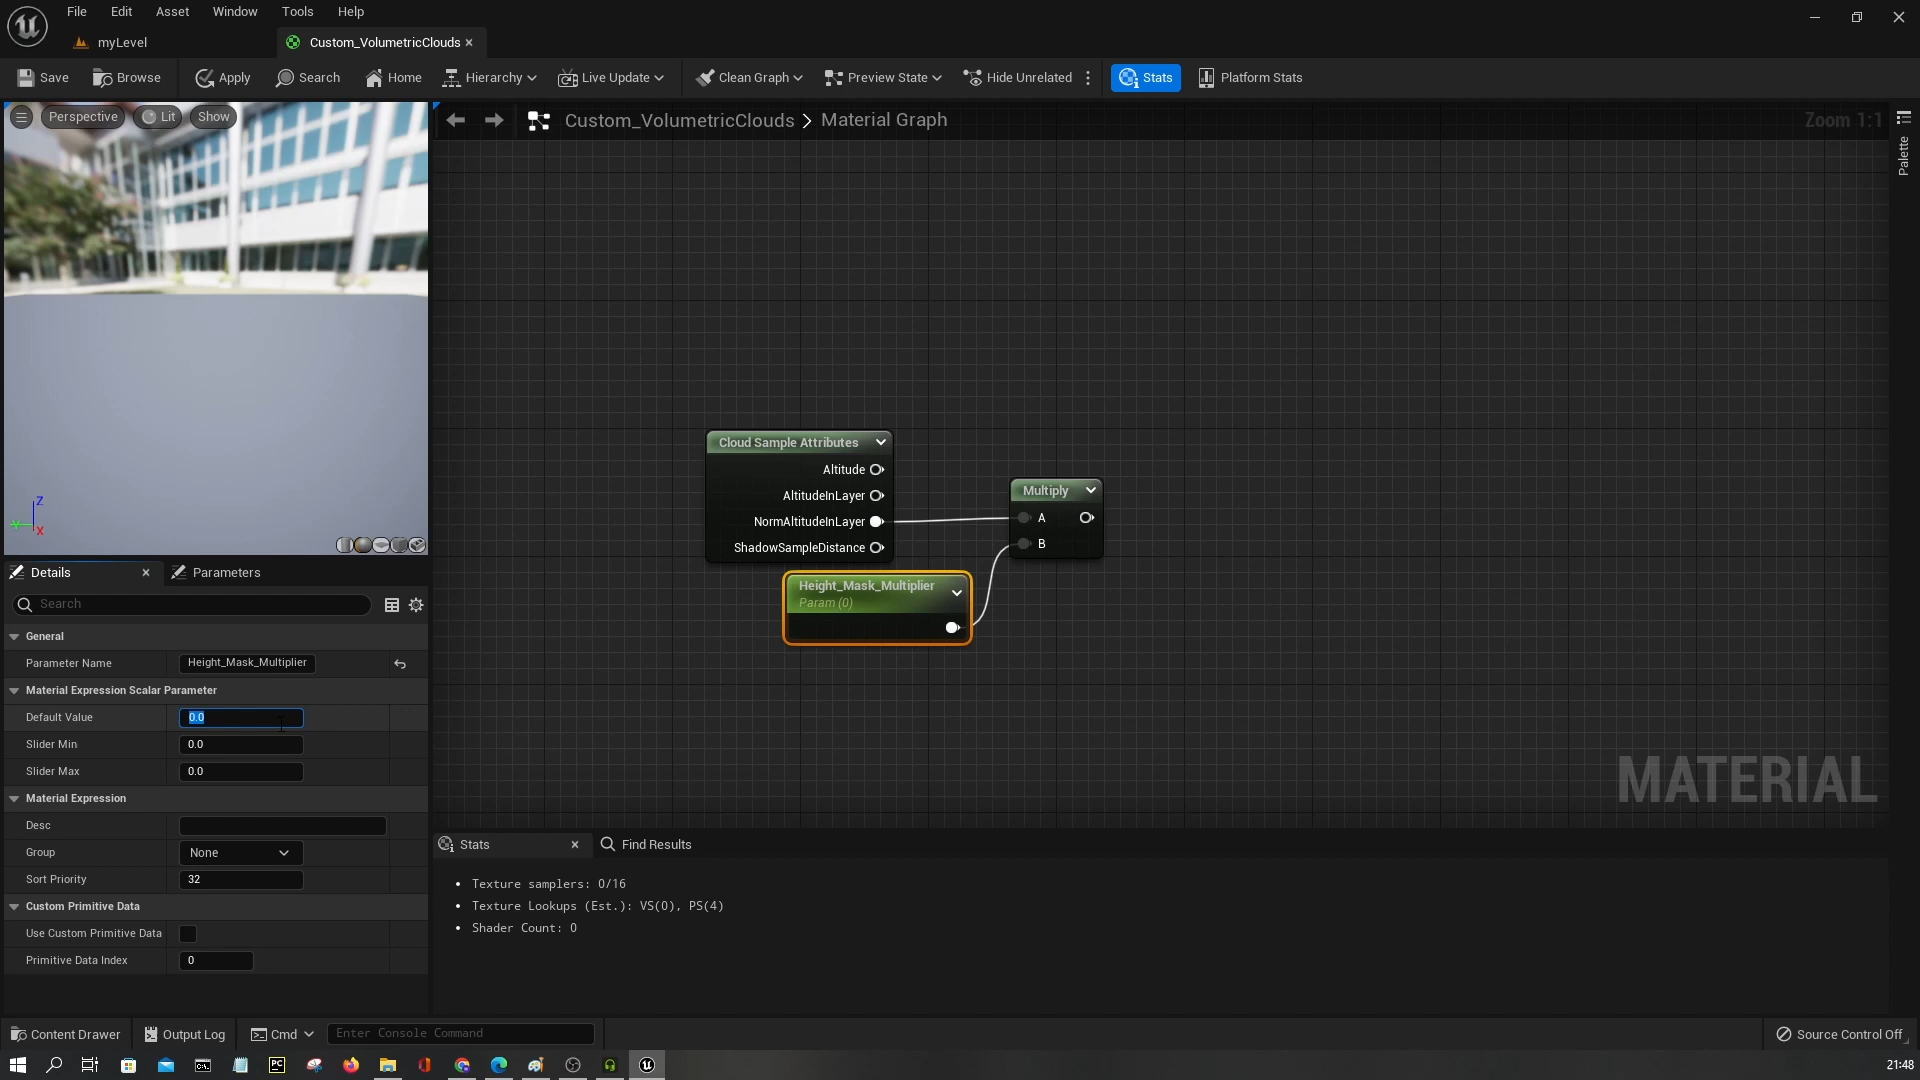 File Edit Asset Window Tools Help
myLevel
Custom_VolumetricClouds
Save Browse Apply Search Home Hierarchy Live Update Clean Graph Preview State Hide Unrelated Stats Platform Stats
Perspective Lit Show
Custom_VolumetricClouds > Material Graph
Zoom 1:1
Palette
Cloud Sample Attributes
Altitude
AltitudeInLayer
NormAltitudeInLayer
ShadowSampleDistance
Multiply
A
B
Height_Mask_Multiplier
Param (0)
Z
Y
X
MATERIAL
Details Parameters
Search
General
Parameter Name Height_Mask_Multiplier
Material Expression Scalar Parameter
Default Value 0.0
Slider Min 0.0
Slider Max 0.0
Material Expression
Desc
Group None
Sort Priority 32
Custom Primitive Data
Use Custom Primitive Data
Primitive Data Index 0
Stats Find Results
• Texture samplers: 0/16
• Texture Lookups (Est.): VS(0), PS(4)
• Shader Count: 0
Content Drawer Output Log Cmd Enter Console Command Source Control Off
PC
21:48